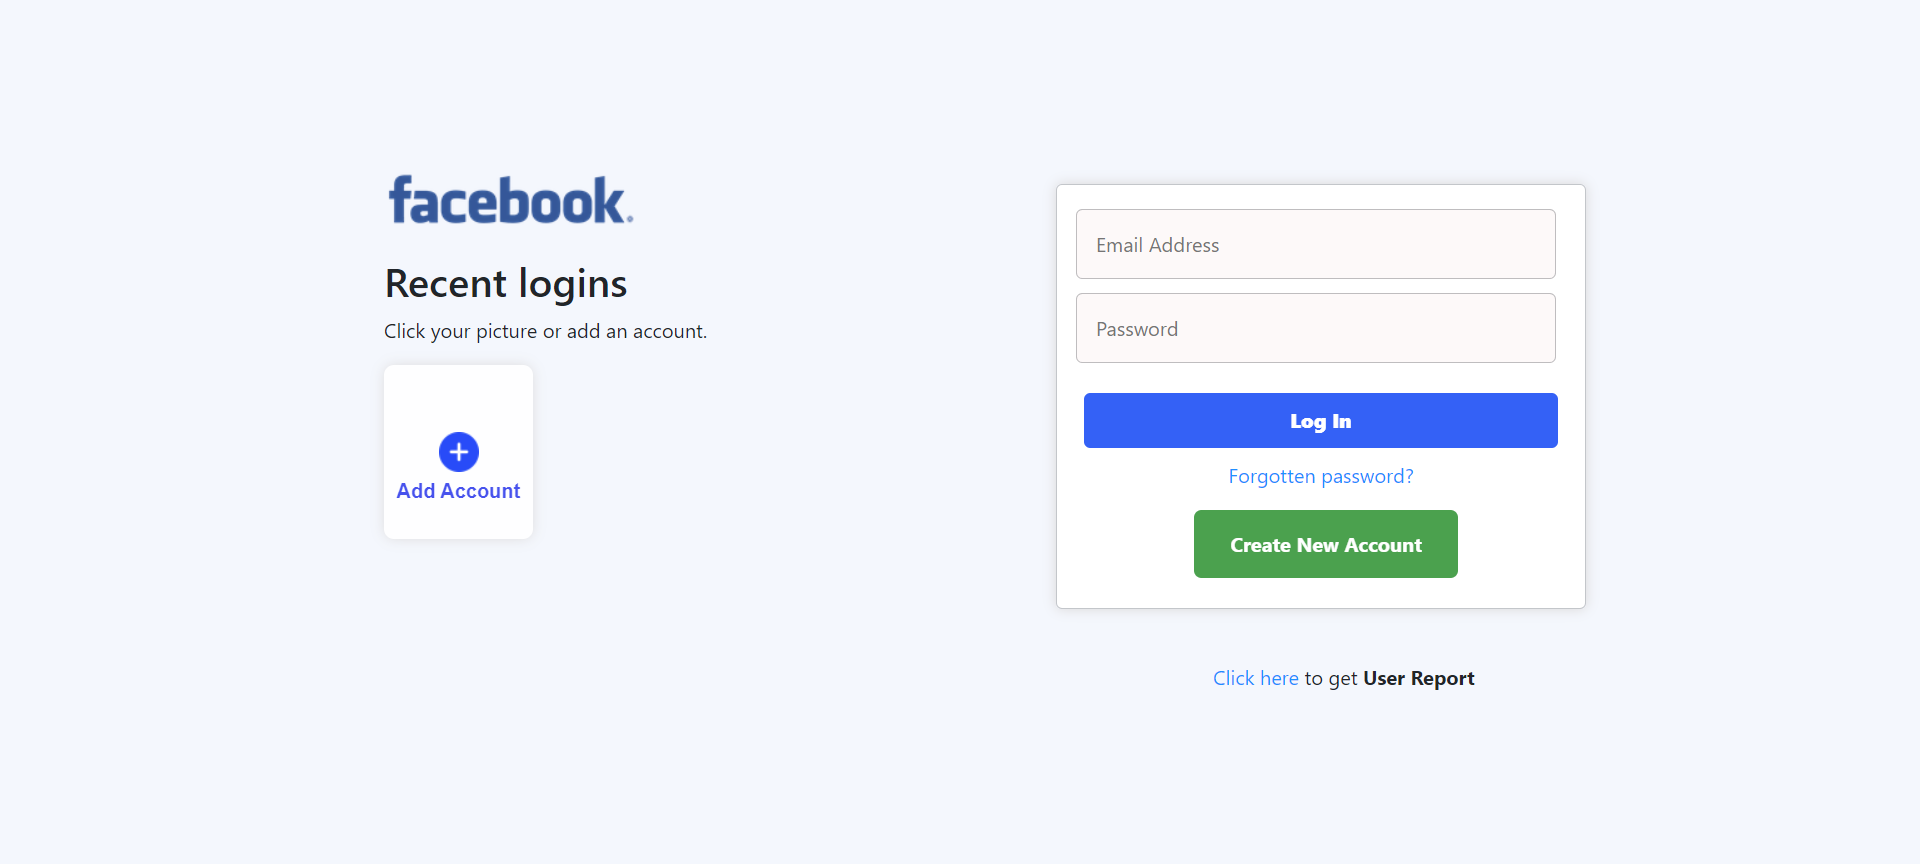 facebook.
Recent logins
Click your picture or add an account.
Add Account
Email Address
Password
Log In
Forgotten password?
Create New Account
Click here to get User Report